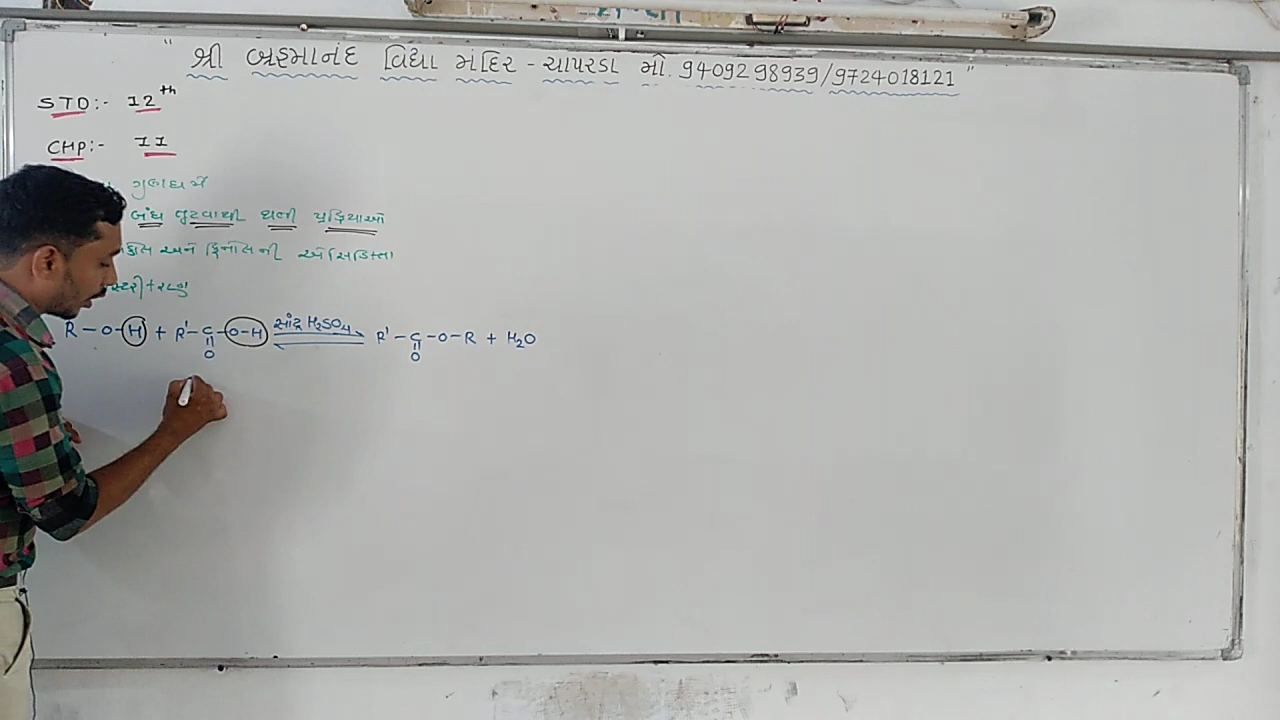 " શ્રી બ્રહ્માનંદ વિદ્યા મંદિર - ચાપરડા મો. 9409298939/9724018121 "
STD:- 12th
CHP:- II
ગુણધર્મો
બંધ તૂટવાથી થતી પ્રક્રિયાઓ
અને ફિનોલ ની એસિડિકતા
R-O-H + R'-C-O-H સાંદ્ર H₂SO₄ R'-C-O-R + H₂O
O O